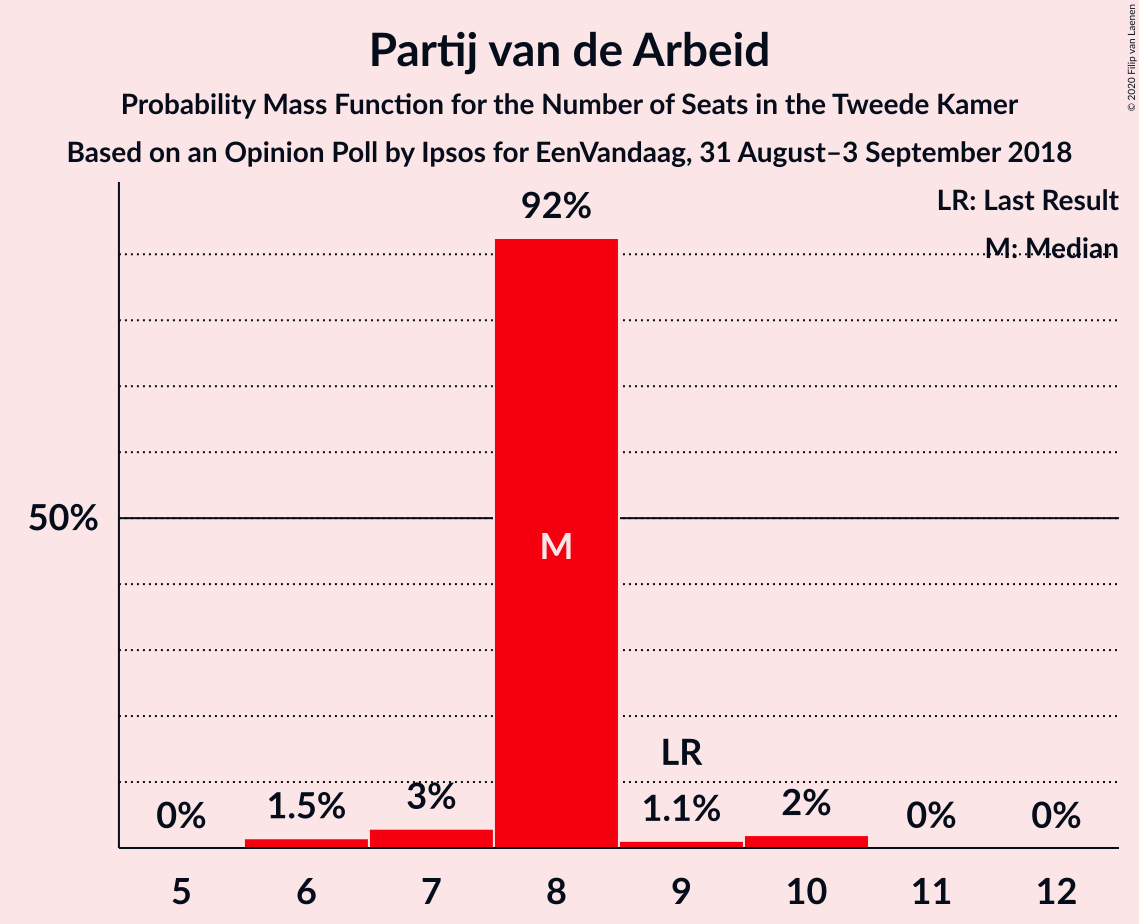 Partij van de Arbeid
Probability Mass Function for the Number of Seats in the Tweede Kamer
Based on an Opinion Poll by Ipsos for EenVandaag, 31 August–3 September 2018
© 2020 Filip van Laenen
LR: Last Result
M: Median
92%
50%
M
LR
0% 1.5% 3% 1.1% 2% 0% 0%
5 6 7 8 9 10 11 12